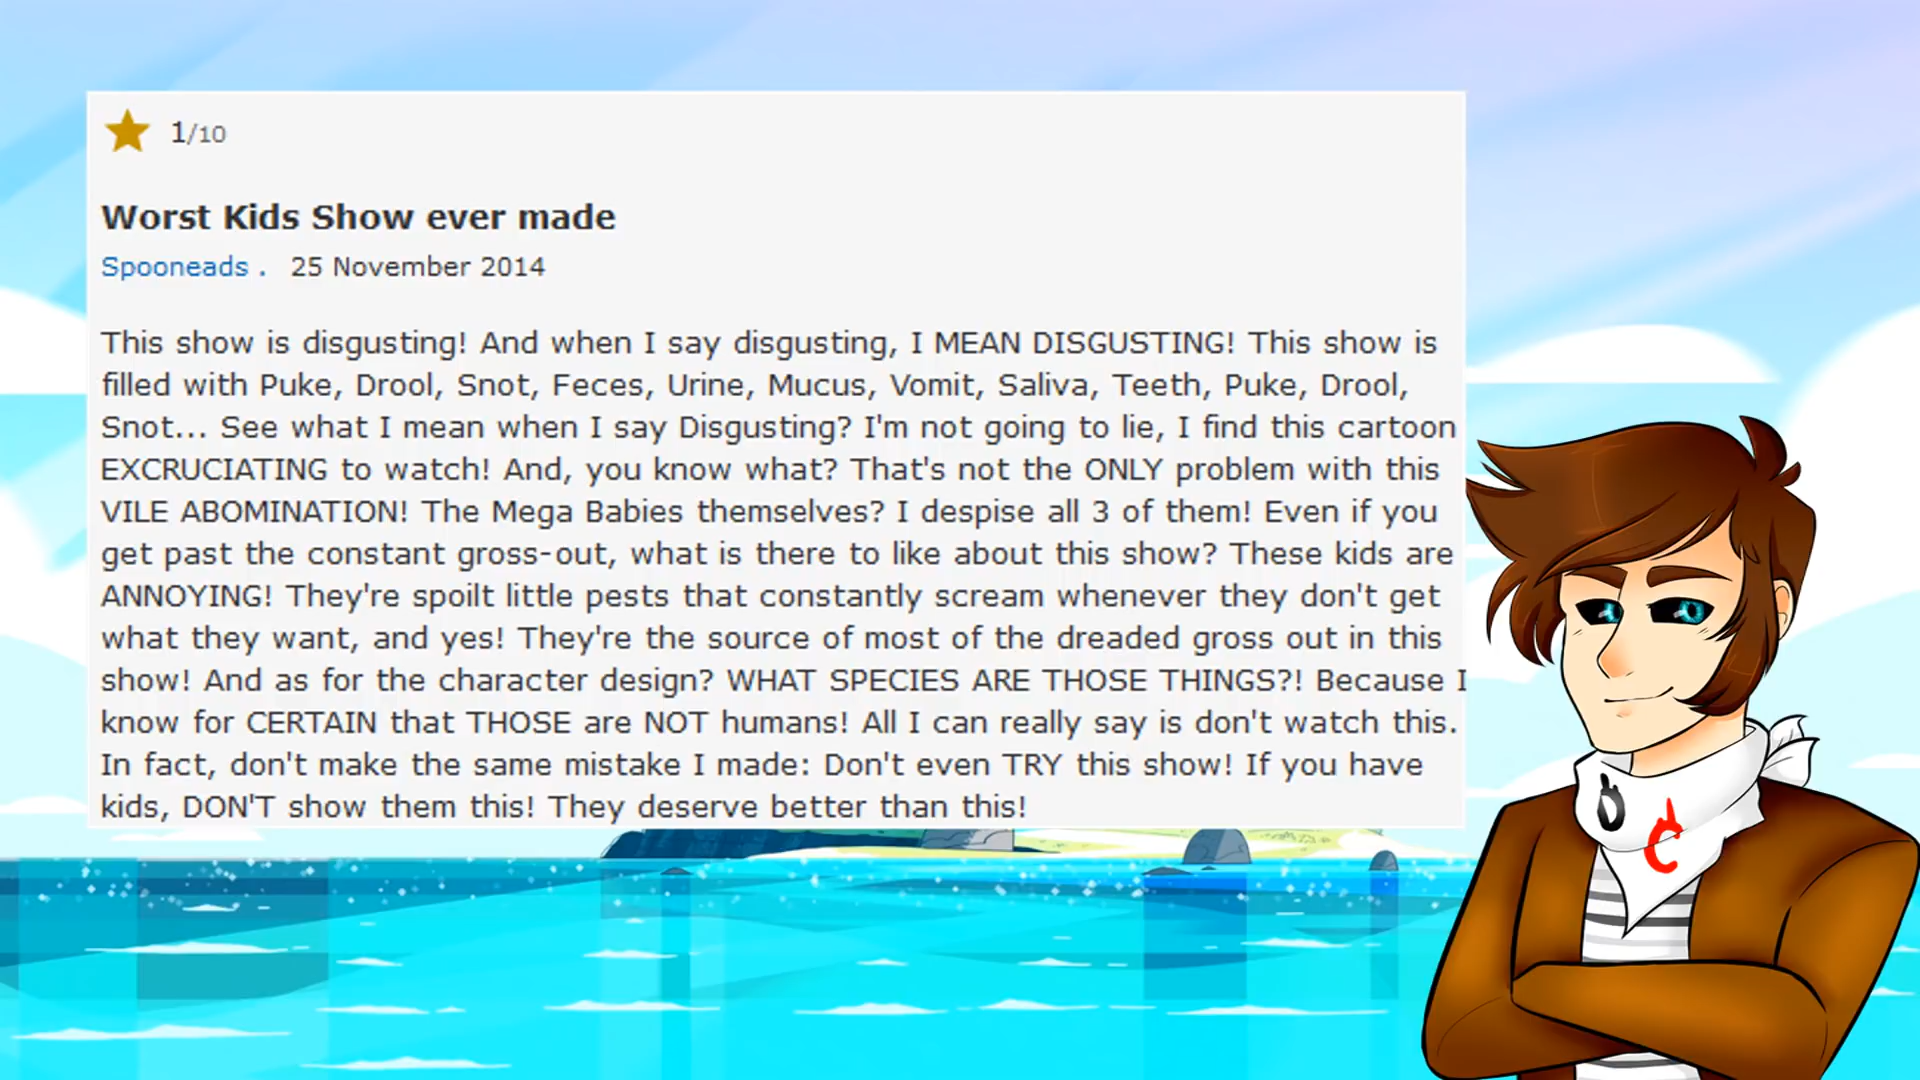 1/10
Worst Kids Show ever made
Spooneads . 25 November 2014
This show is disgusting! And when I say disgusting, I MEAN DISGUSTING! This show is
filled with Puke, Drool, Snot, Feces, Urine, Mucus, Vomit, Saliva, Teeth, Puke, Drool,
Snot... See what I mean when I say Disgusting? I'm not going to lie, I find this cartoon
EXCRUCIATING to watch! And, you know what? That's not the ONLY problem with this
VILE ABOMINATION! The Mega Babies themselves? I despise all 3 of them! Even if you
get past the constant gross-out, what is there to like about this show? These kids are
ANNOYING! They're spoilt little pests that constantly scream whenever they don't get
what they want, and yes! They're the source of most of the dreaded gross out in this
show! And as for the character design? WHAT SPECIES ARE THOSE THINGS?! Because I
know for CERTAIN that THOSE are NOT humans! All I can really say is don't watch this.
In fact, don't make the same mistake I made: Don't even TRY this show! If you have
kids, DON'T show them this! They deserve better than this!